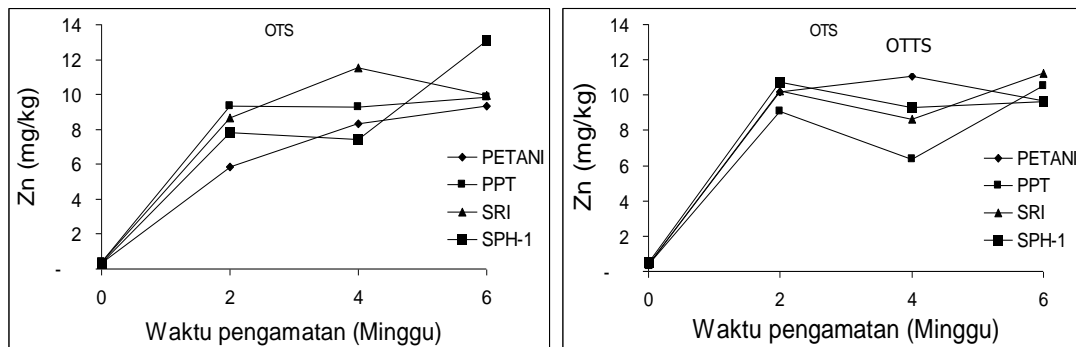 OTS
14
12
10
8
6
4
2
-
Zn (mg/kg)
PETANI
PPT
SRI
SPH-1
0 2 4 6
Waktu pengamatan (Minggu)
OTS
OTTS
14
12
10
8
6
4
2
-
Zn (mg/kg)
PETANI
PPT
SRI
SPH-1
0 2 4 6
Waktu pengamatan (Minggu)